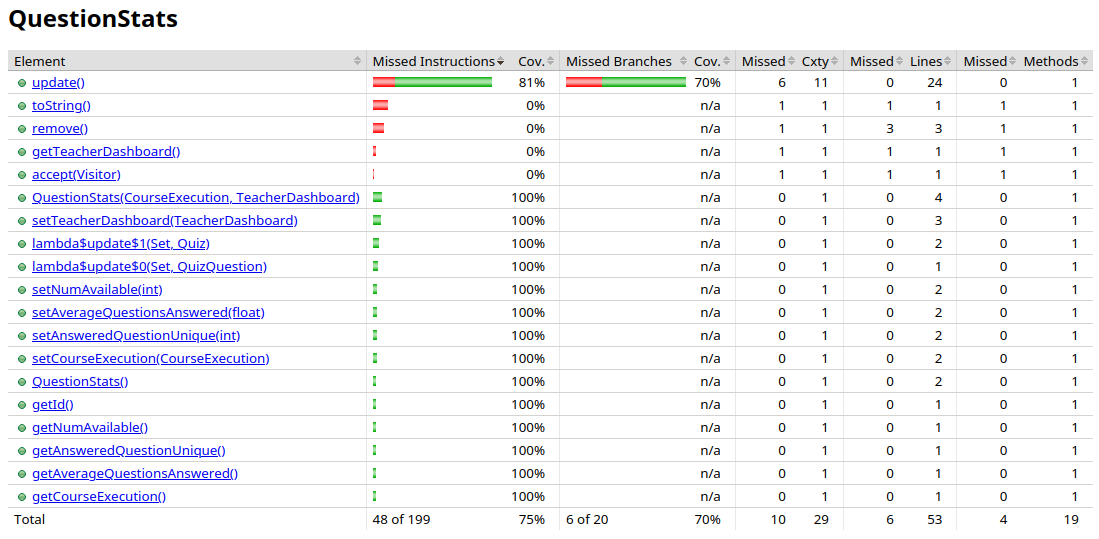 QuestionStats
Element Missed Instructions Cov. Missed Branches Cov. Missed Cxty Missed Lines Missed Methods
update() 81% 70% 6 11 0 24 0 1
toString() 0% n/a 1 1 1 1 1 1
remove() 0% n/a 1 1 3 3 1 1
getTeacherDashboard() 0% n/a 1 1 1 1 1 1
accept(Visitor) 0% n/a 1 1 1 1 1 1
QuestionStats(CourseExecution, TeacherDashboard) 100% n/a 0 1 0 4 0 1
setTeacherDashboard(TeacherDashboard) 100% n/a 0 1 0 3 0 1
lambda$update$1(Set, Quiz) 100% n/a 0 1 0 2 0 1
lambda$update$0(Set, QuizQuestion) 100% n/a 0 1 0 1 0 1
setNumAvailable(int) 100% n/a 0 1 0 2 0 1
setAverageQuestionsAnswered(float) 100% n/a 0 1 0 2 0 1
setAnsweredQuestionUnique(int) 100% n/a 0 1 0 2 0 1
setCourseExecution(CourseExecution) 100% n/a 0 1 0 2 0 1
QuestionStats() 100% n/a 0 1 0 2 0 1
getId() 100% n/a 0 1 0 1 0 1
getNumAvailable() 100% n/a 0 1 0 1 0 1
getAnsweredQuestionUnique() 100% n/a 0 1 0 1 0 1
getAverageQuestionsAnswered() 100% n/a 0 1 0 1 0 1
getCourseExecution() 100% n/a 0 1 0 1 0 1
Total 48 of 199 75% 6 of 20 70% 10 29 6 53 4 19